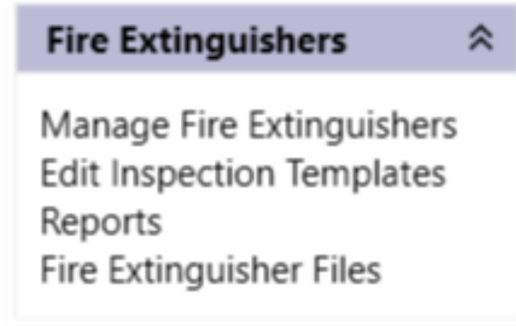 Fire Extinguishers
Manage Fire Extinguishers
Edit Inspection Templates
Reports
Fire Extinguisher Files